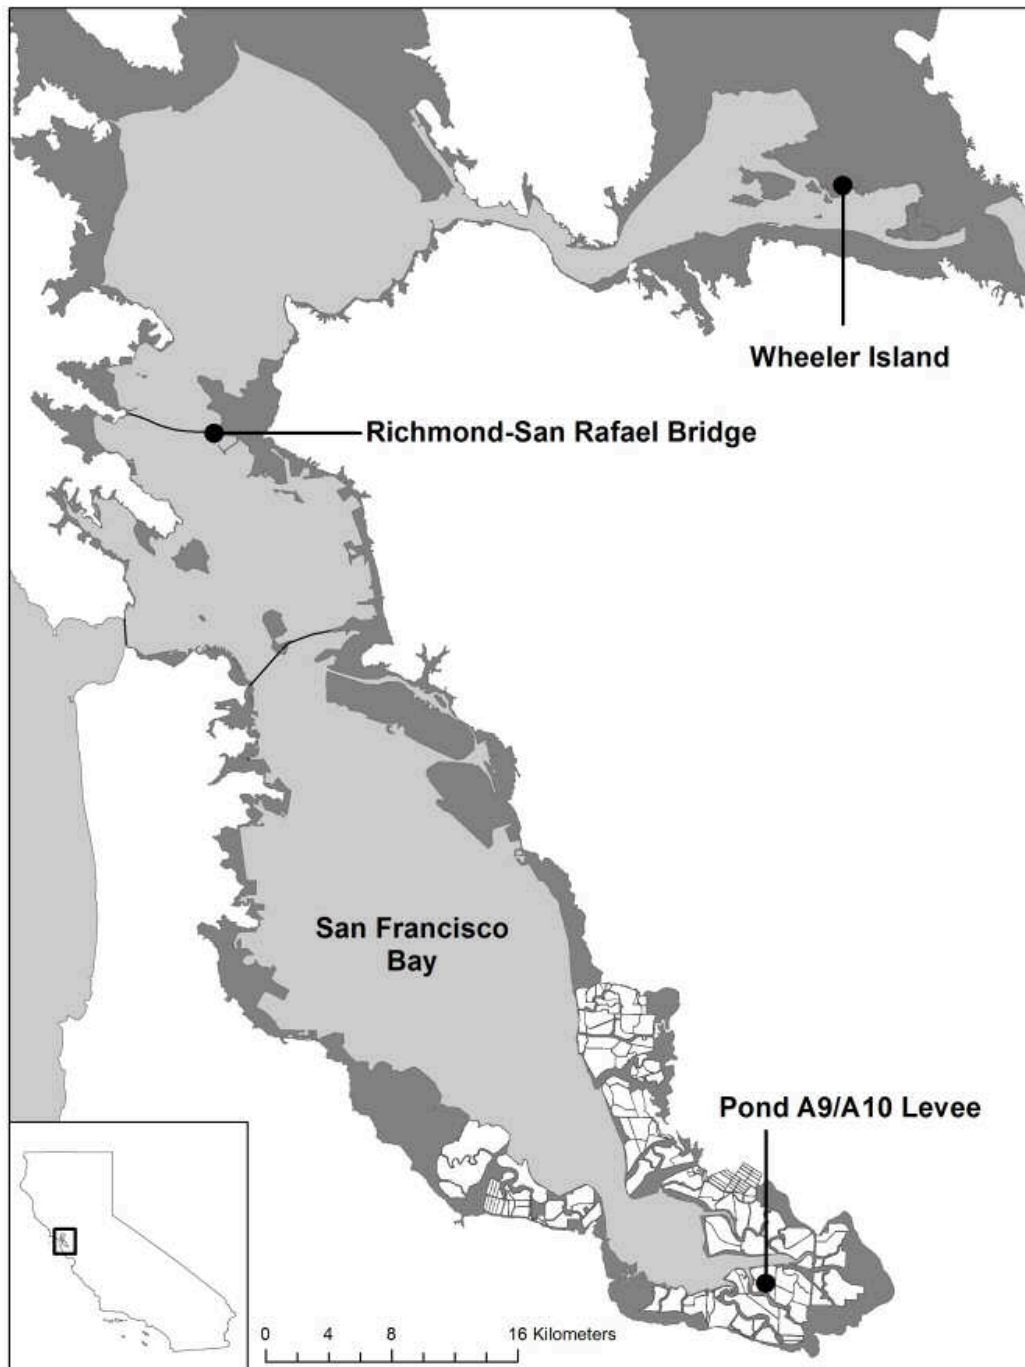 Wheeler Island
Richmond-San Rafael Bridge
San Francisco
Bay
Pond A9/A10 Levee
0 4 8 16 Kilometers